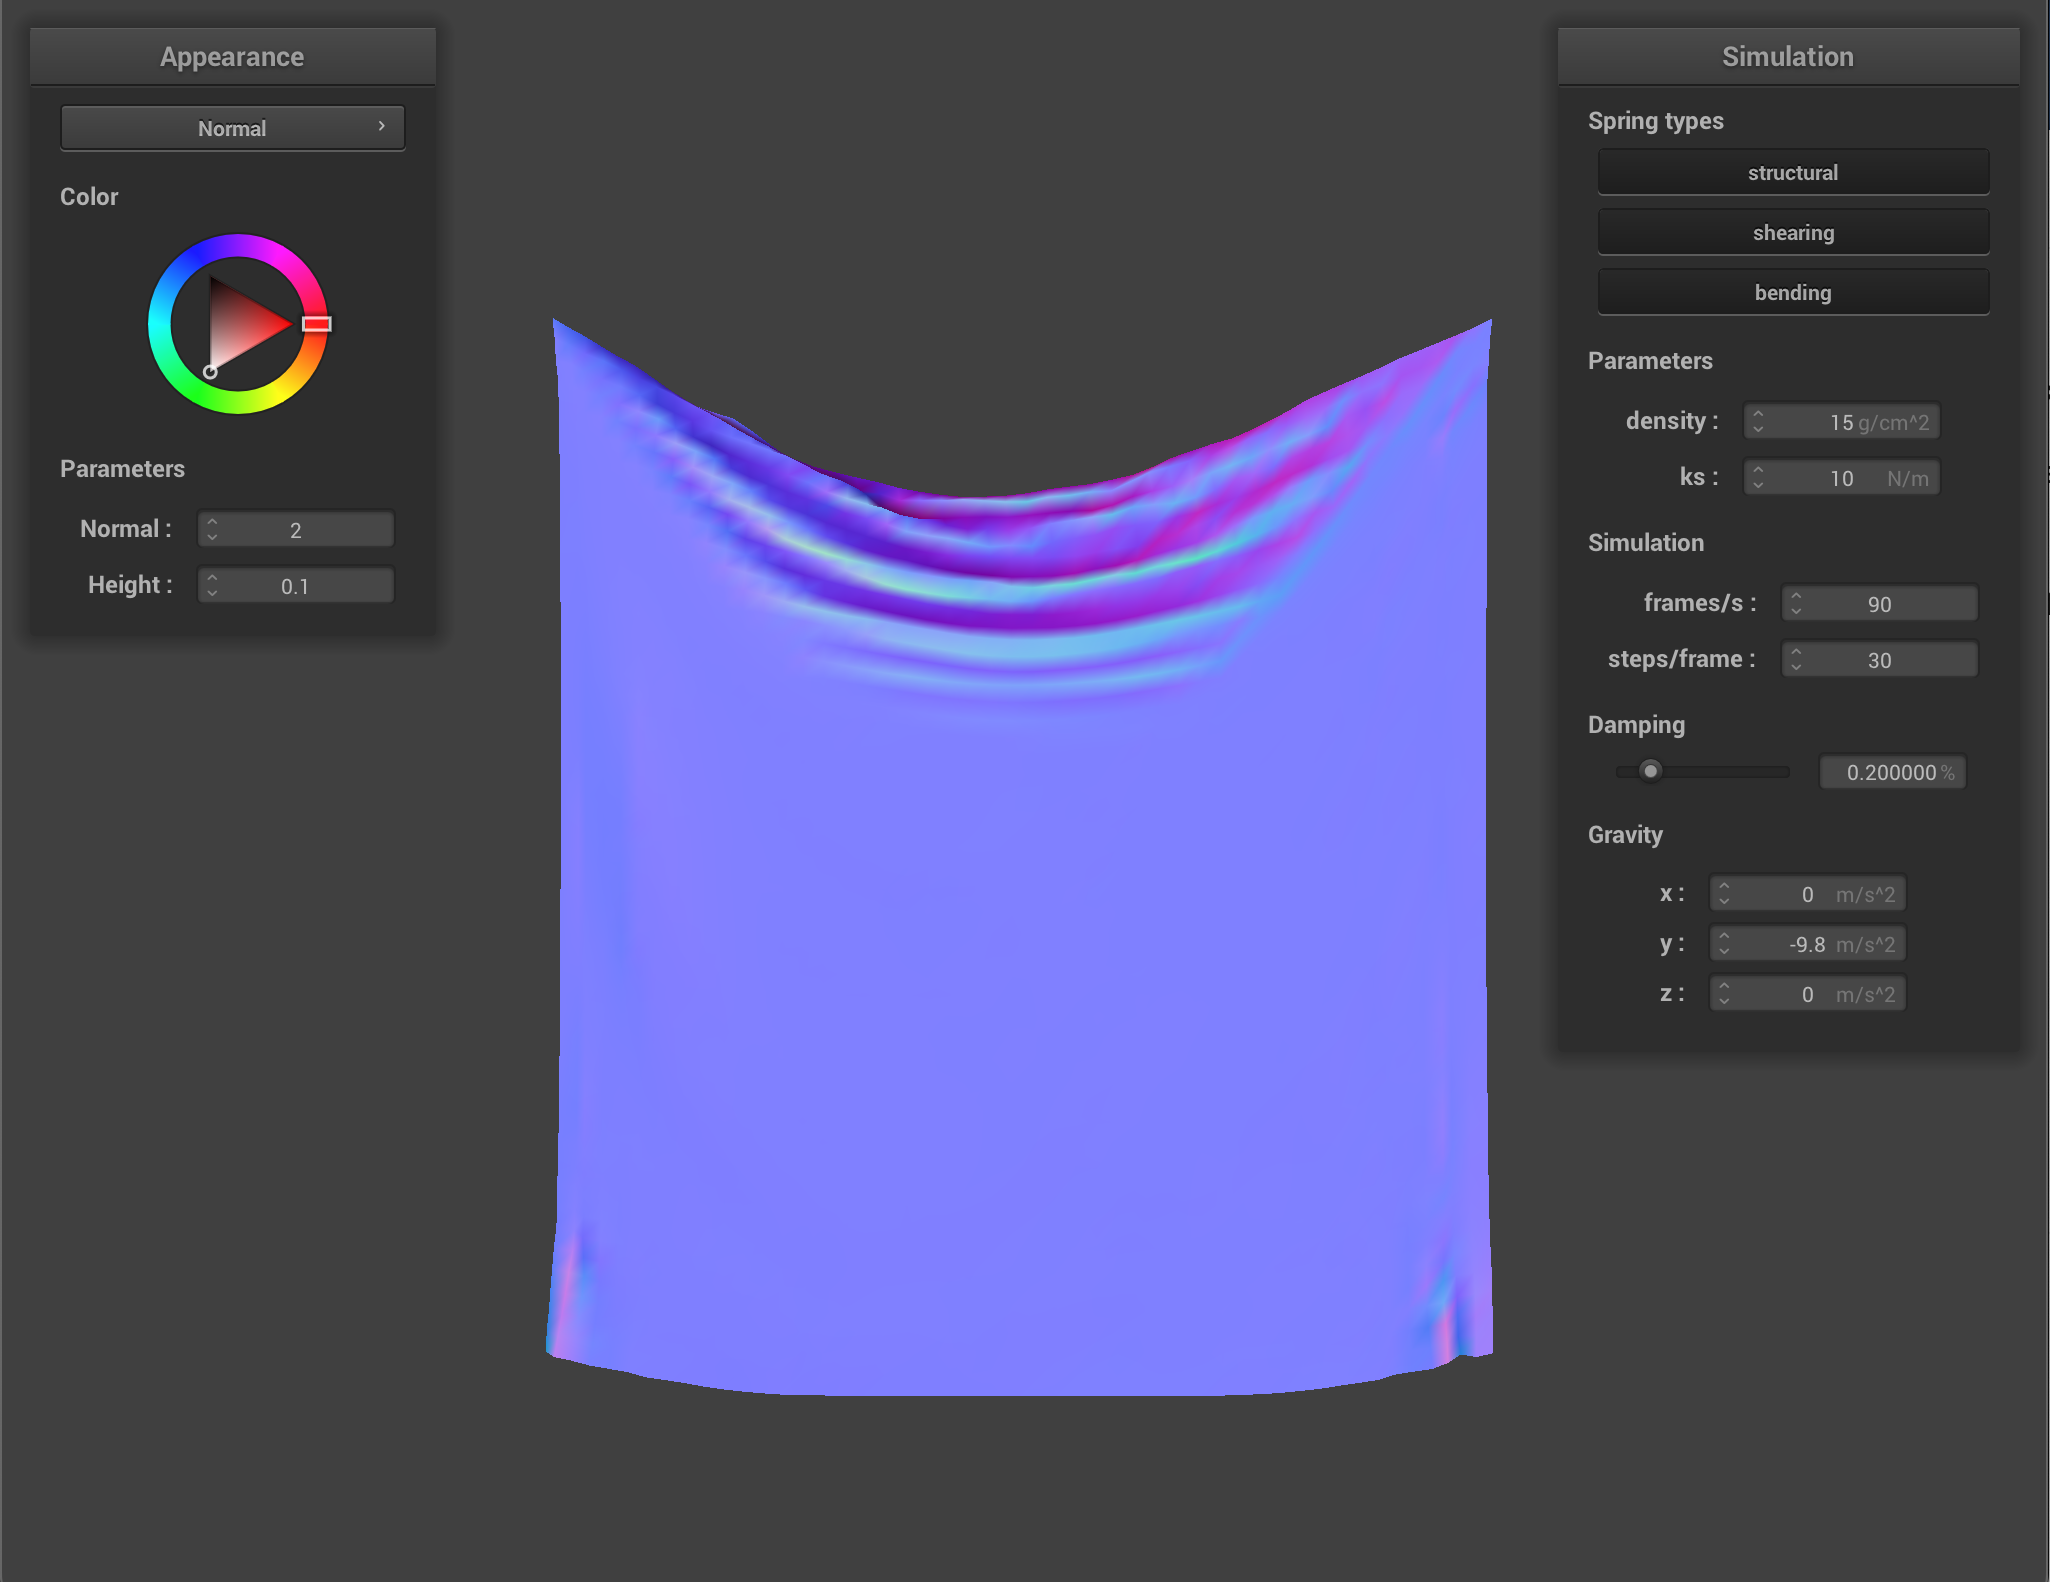 Appearance
Normal
Color
Parameters
Normal : 2
Height : 0.1
Simulation
Spring types
structural
shearing
bending
Parameters
density : 15 g/cm^2
ks : 10 N/m
Simulation
frames/s : 90
steps/frame : 30
Damping
0.200000 %
Gravity
x : 0 m/s^2
y : -9.8 m/s^2
z : 0 m/s^2